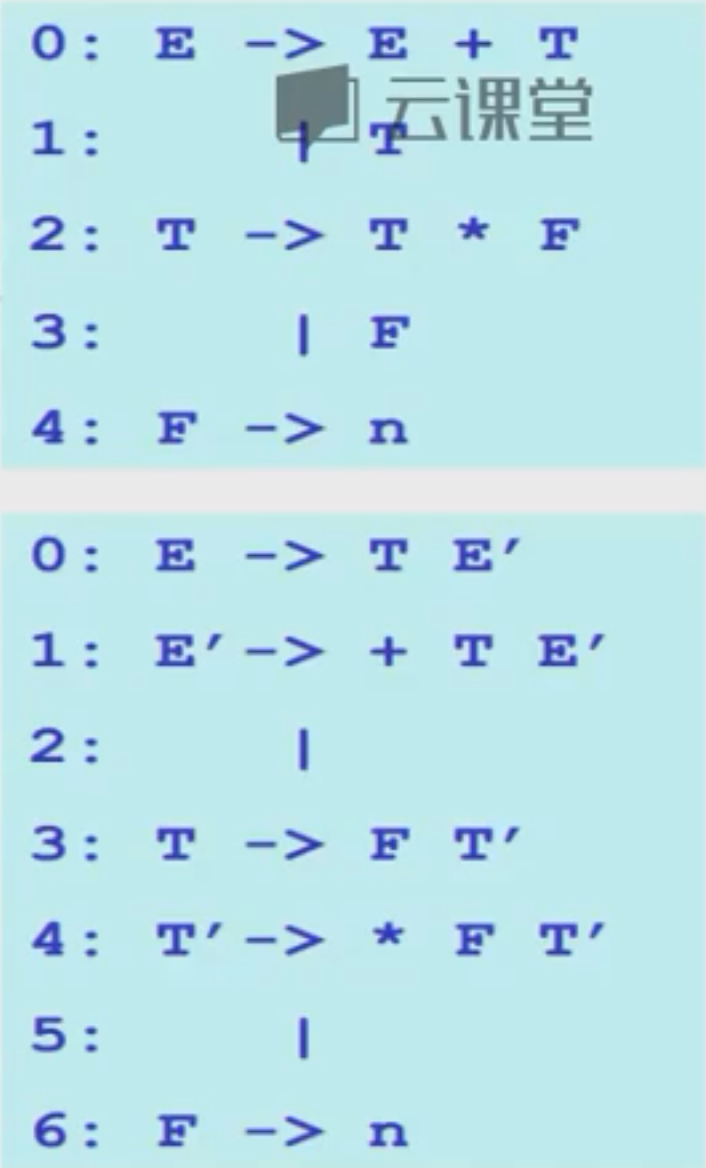 0: E -> E + T
云课堂
1: | T
2: T -> T * F
3: | F
4: F -> n
0: E -> T E'
1: E'-> + T E'
2: |
3: T -> F T'
4: T'-> * F T'
5: |
6: F -> n